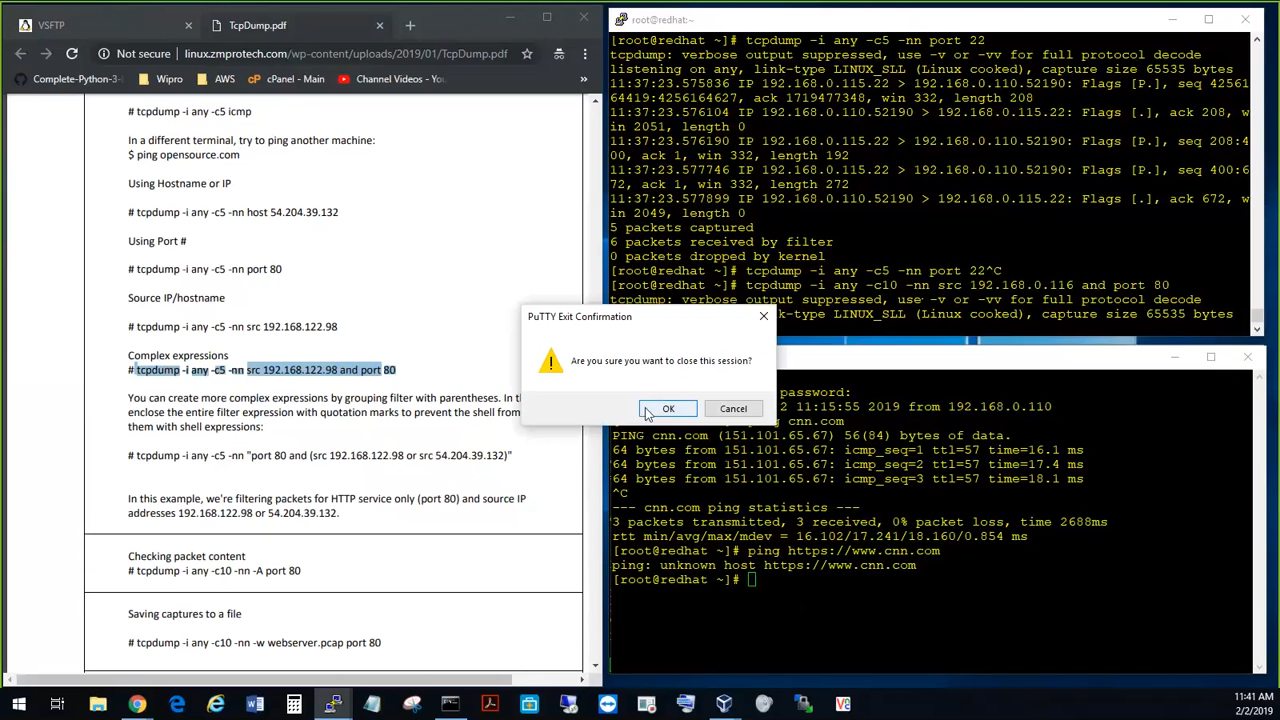 VSFTP
TcpDump.pdf
Not secure
wp-content/uploads/2019/01/TcpDump.pdf
Complete-Python-3-
Wipro
AWS
cPanel - Main
Channel Videos - You
# tcpdump -i any -c5 icmp
In a different terminal, try to ping another machine:
$ ping opensource.com
Using Hostname or IP
# tcpdump -i any -c5 -nn host 54.204.39.132
Using Port #
# tcpdump -i any -c5 -nn port 80
Source IP/hostname
# tcpdump -i any -c5 -nn src 192.168.122.98
Complex expressions
# tcpdump -i any -c5 -nn src 192.168.122.98 and port 80
You can create more complex expressions by grouping filter with parentheses. In th
enclose the entire filter expression with quotation marks to prevent the shell from
them with shell expressions:
# tcpdump -i any -c5 -nn "port 80 and (src 192.168.122.98 or src 54.204.39.132)"
In this example, we're filtering packets for HTTP service only (port 80) and source IP
addresses 192.168.122.98 or 54.204.39.132.
Checking packet content
# tcpdump -i any -c10 -nn -A port 80
Saving captures to a file
# tcpdump -i any -c10 -nn -w webserver.pcap port 80
root@redhat:~
[root@redhat ~]# tcpdump -i any -c5 -nn port 22
tcpdump: verbose output suppressed, use -v or -vv for full protocol decode
listening on any, link-type LINUX_SLL (Linux cooked), capture size 65535 bytes
11:37:23.575836 IP 192.168.0.115.22 > 192.168.0.110.52190: Flags [P.], seq 42561
64419:4256164627, ack 1719477348, win 332, length 208
11:37:23.576104 IP 192.168.0.110.52190 > 192.168.0.115.22: Flags [.], ack 208, w
in 2051, length 0
11:37:23.576190 IP 192.168.0.115.22 > 192.168.0.110.52190: Flags [P.], seq 208:4
00, ack 1, win 332, length 192
11:37:23.577746 IP 192.168.0.115.22 > 192.168.0.110.52190: Flags [P.], seq 400:6
72, ack 1, win 332, length 272
11:37:23.577899 IP 192.168.0.110.52190 > 192.168.0.115.22: Flags [.], ack 672, w
in 2049, length 0
5 packets captured
6 packets received by filter
0 packets dropped by kernel
[root@redhat ~]# tcpdump -i any -c5 -nn port 22^C
[root@redhat ~]# tcpdump -i any -c10 -nn src 192.168.0.116 and port 80
tcpdump: verbose output suppressed, use -v or -vv for full protocol decode
link-type LINUX_SLL (Linux cooked), capture size 65535 bytes
PuTTY Exit Confirmation
Are you sure you want to close this session?
OK
Cancel
password:
2 11:15:55 2019 from 192.168.0.110
cnn.com
PING cnn.com (151.101.65.67) 56(84) bytes of data.
64 bytes from 151.101.65.67: icmp_seq=1 ttl=57 time=16.1 ms
64 bytes from 151.101.65.67: icmp_seq=2 ttl=57 time=17.4 ms
64 bytes from 151.101.65.67: icmp_seq=3 ttl=57 time=18.1 ms
^C
--- cnn.com ping statistics ---
3 packets transmitted, 3 received, 0% packet loss, time 2688ms
rtt min/avg/max/mdev = 16.102/17.241/18.160/0.854 ms
[root@redhat ~]# ping https://www.cnn.com
ping: unknown host https://www.cnn.com
[root@redhat ~]#
11:41 AM
2/2/2019